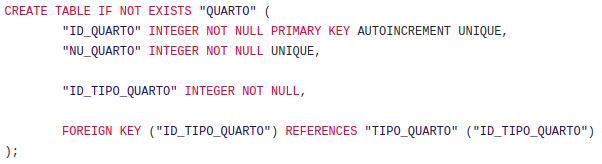 CREATE TABLE IF NOT EXISTS "QUARTO" (
"ID_QUARTO" INTEGER NOT NULL PRIMARY KEY AUTOINCREMENT UNIQUE,
"NU_QUARTO" INTEGER NOT NULL UNIQUE,
"ID_TIPO_QUARTO" INTEGER NOT NULL,
FOREIGN KEY ("ID_TIPO_QUARTO") REFERENCES "TIPO_QUARTO" ("ID_TIPO_QUARTO")
);